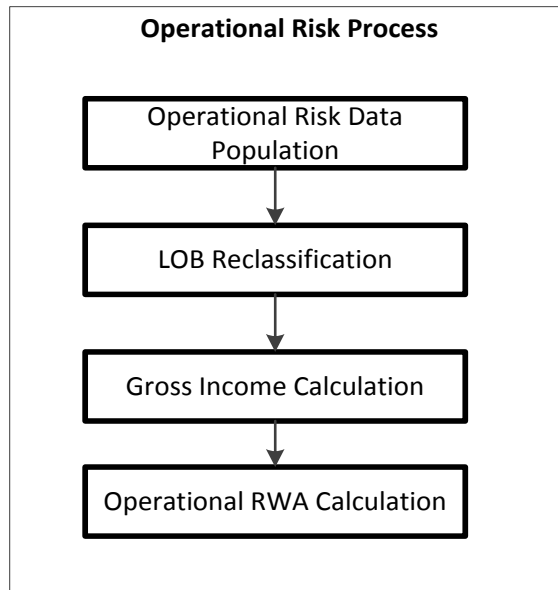 Operational Risk Process
Operational Risk Data
Population
LOB Reclassification
Gross Income Calculation
Operational RWA Calculation